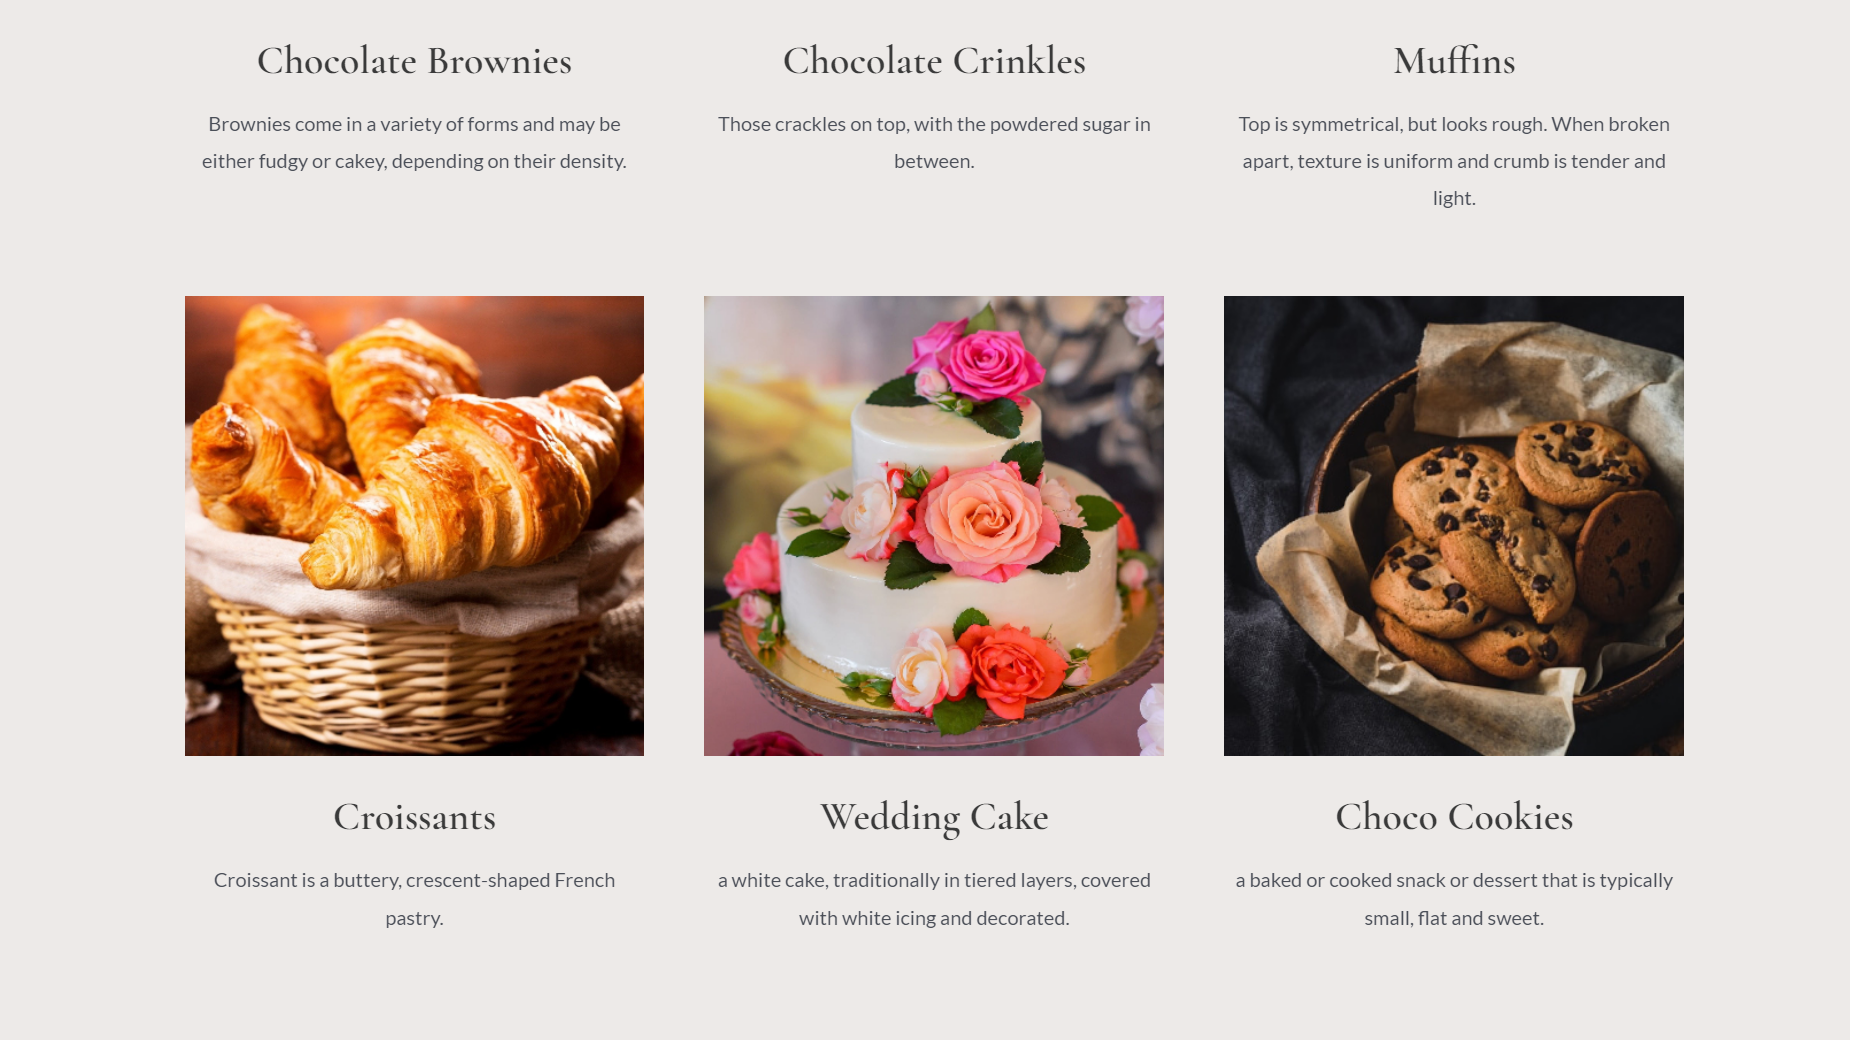 Chocolate Brownies
Brownies come in a variety of forms and may be
either fudgy or cakey, depending on their density.
Chocolate Crinkles
Those crackles on top, with the powdered sugar in
between.
Muffins
Top is symmetrical, but looks rough. When broken
apart, texture is uniform and crumb is tender and
light.
Croissants
Croissant is a buttery, crescent-shaped French
pastry.
Wedding Cake
a white cake, traditionally in tiered layers, covered
with white icing and decorated.
Choco Cookies
a baked or cooked snack or dessert that is typically
small, flat and sweet.